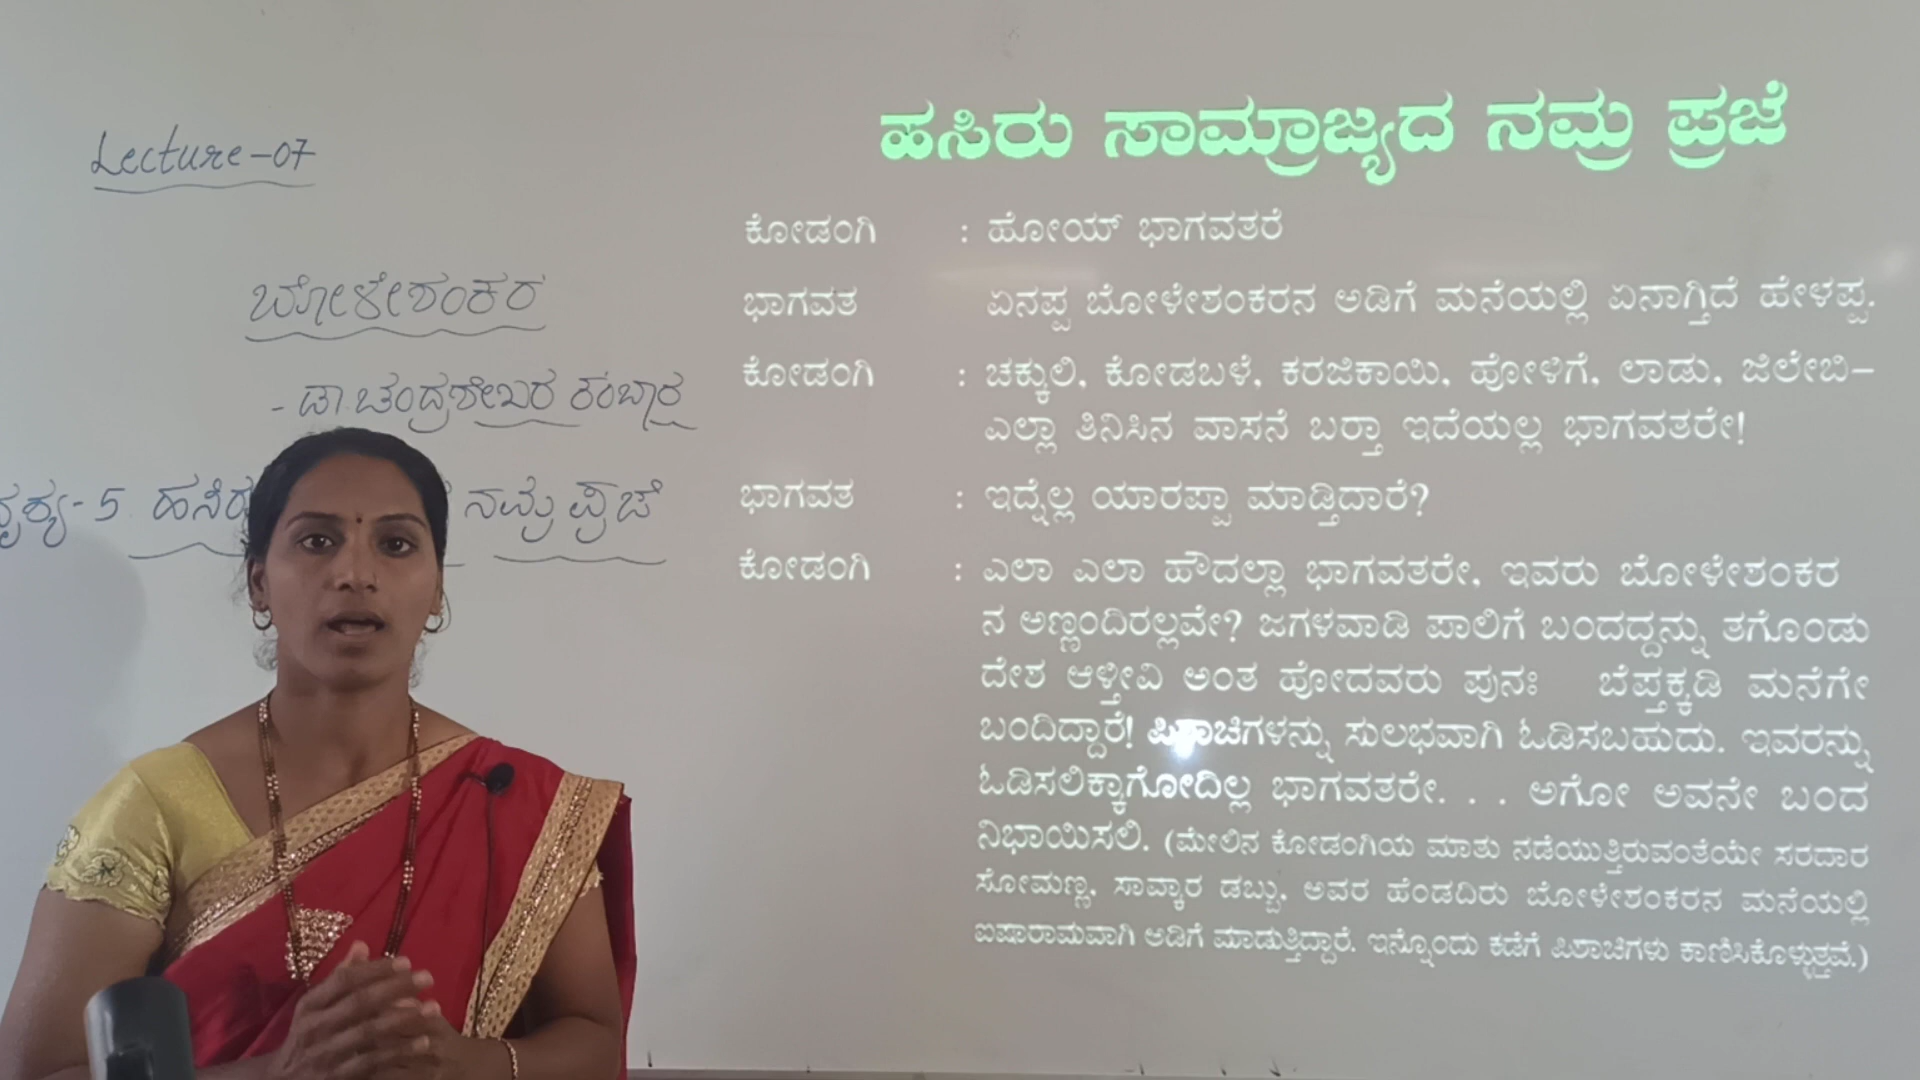 Lecture-07
ಬೋಳೇಶಂಕರ
- ಡಾ. ಚಂದ್ರಶೇಖರ ಕಂಬಾರ
ದೃಶ್ಯ-5 ನಮ್ರ ಪ್ರಜೆ
ಹಸಿರು ಸಾಮ್ರಾಜ್ಯದ ನಮ್ರ ಪ್ರಜೆ
ಕೋಡಂಗಿ : ಹೋಯ್ ಭಾಗವತರೆ
ಭಾಗವತ ಏನಪ್ಪ ಬೋಳೇಶಂಕರನ ಅಡಿಗೆ ಮನೆಯಲ್ಲಿ ಏನಾಗ್ತಿದೆ ಹೇಳಪ್ಪ.
ಕೋಡಂಗಿ : ಚಕ್ಕುಲಿ, ಕೋಡಬಳೆ, ಕರಜಿಕಾಯಿ, ಹೋಳಿಗೆ, ಲಾಡು, ಜಿಲೇಬಿ–
ಎಲ್ಲಾ ತಿನಿಸಿನ ವಾಸನೆ ಬರ‍್ತಾ ಇದೆಯಲ್ಲ ಭಾಗವತರೇ!
ಭಾಗವತ : ಇದ್ನೆಲ್ಲ ಯಾರಪ್ಪಾ ಮಾಡ್ತಿದಾರೆ?
ಕೋಡಂಗಿ : ಎಲಾ ಎಲಾ ಹೌದಲ್ಲಾ ಭಾಗವತರೇ, ಇವರು ಬೋಳೇಶಂಕರ
ನ ಅಣ್ಣಂದಿರಲ್ಲವೇ? ಜಗಳವಾಡಿ ಪಾಲಿಗೆ ಬಂದದ್ದನ್ನು ತಗೊಂಡು
ದೇಶ ಆಳ್ತೀವಿ ಅಂತ ಹೋದವರು ಪುನಃ ಬೆಪ್ತಕ್ಕಡಿ ಮನೆಗೇ
ಬಂದಿದ್ದಾರೆ! ಪಿಶಾಚಿಗಳನ್ನು ಸುಲಭವಾಗಿ ಓಡಿಸಬಹುದು. ಇವರನ್ನು
ಓಡಿಸಲಿಕ್ಕಾಗೋದಿಲ್ಲ ಭಾಗವತರೇ. . . ಅಗೋ ಅವನೇ ಬಂದ
ನಿಭಾಯಿಸಲಿ. (ಮೇಲಿನ ಕೋಡಂಗಿಯ ಮಾತು ನಡೆಯುತ್ತಿರುವಂತೆಯೇ ಸರದಾರ
ಸೋಮಣ್ಣ, ಸಾವ್ಕಾರ ಡಬ್ಬು, ಅವರ ಹೆಂಡದಿರು ಬೋಳೇಶಂಕರನ ಮನೆಯಲ್ಲಿ
ಐಷಾರಾಮವಾಗಿ ಅಡಿಗೆ ಮಾಡುತ್ತಿದ್ದಾರೆ. ಇನ್ನೊಂದು ಕಡೆಗೆ ಪಿಶಾಚಿಗಳು ಕಾಣಿಸಿಕೊಳ್ಳುತ್ತವೆ.)